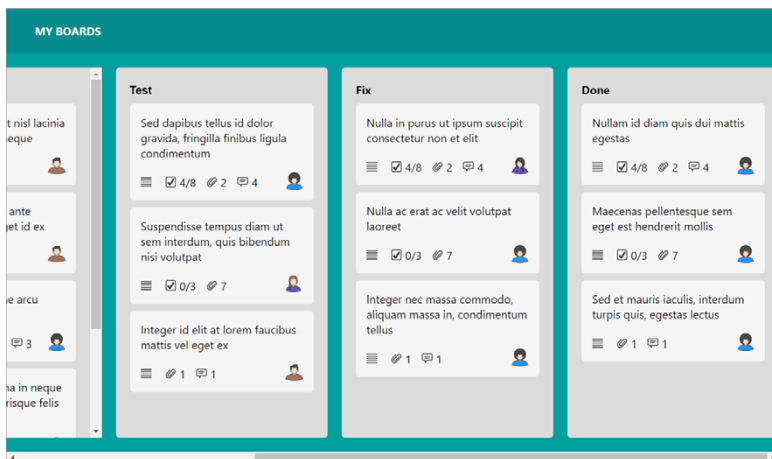 MY BOARDS
t nisl lacinia
eque
ante
et id ex
e arcu
3
na in neque
risque felis
Test
Sed dapibus tellus id dolor
gravida, fringilla finibus ligula
condimentum
4/8 2 4
Suspendisse tempus diam ut
sem interdum, quis bibendum
nisi volutpat
0/3 7
Integer id elit at lorem faucibus
mattis vel eget ex
1 1
Fix
Nulla in purus ut ipsum suscipit
consectetur non et elit
4/8 2 4
Nulla ac erat ac velit volutpat
laoreet
0/3 7
Integer nec massa commodo,
aliquam massa in, condimentum
tellus
1 1
Done
Nullam id diam quis dui mattis
egestas
4/8 2 4
Maecenas pellentesque sem
eget est hendrerit mollis
0/3 7
Sed et mauris iaculis, interdum
turpis quis, egestas lectus
1 1